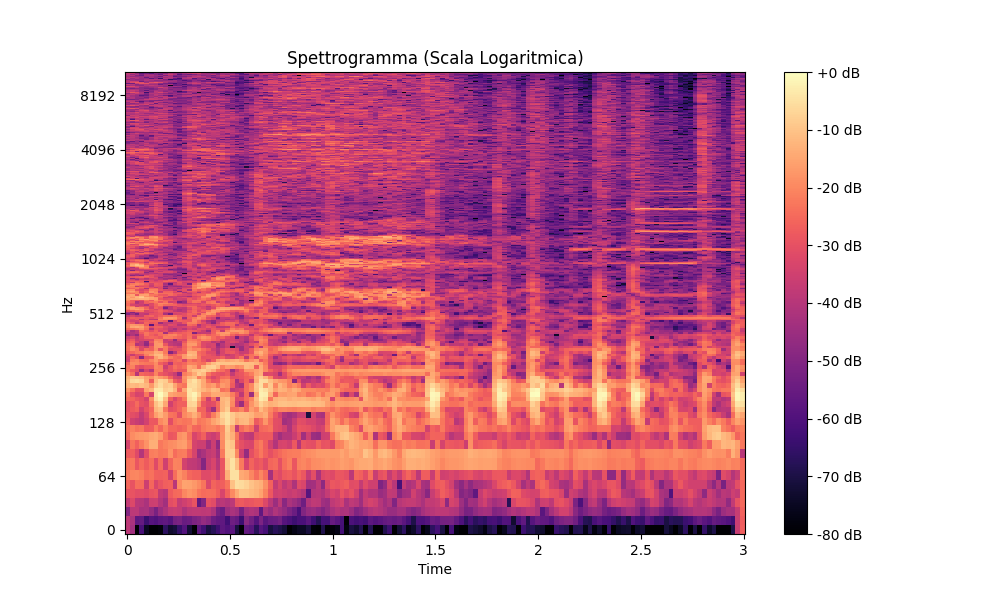 Spettrogramma (Scala Logaritmica)
Hz
8192
4096
2048
1024
512
256
128
64
0
0
0.5
1
1.5
2
2.5
3
Time
+0 dB
-10 dB
-20 dB
-30 dB
-40 dB
-50 dB
-60 dB
-70 dB
-80 dB